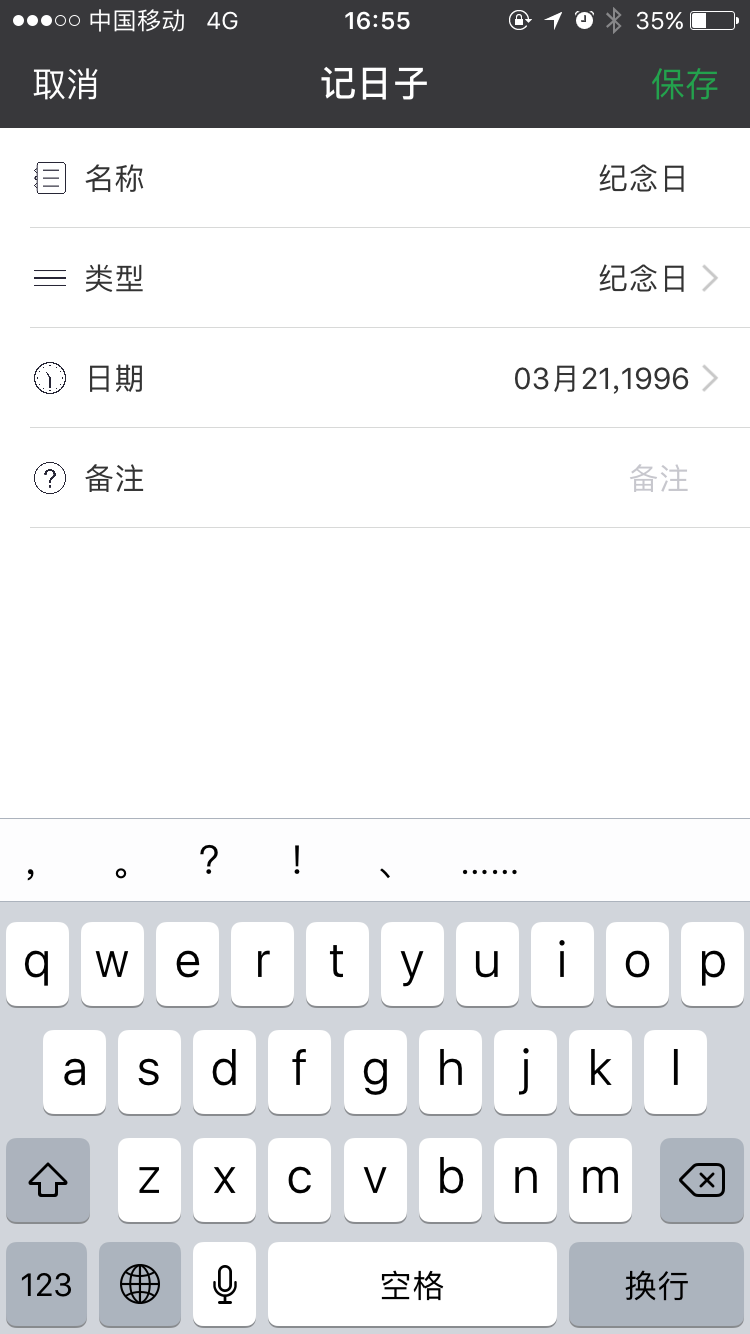 中国移动 4G 16:55 35%
取消 记日子 保存
名称 纪念日
类型 纪念日
日期 03月21,1996
备注 备注
， 。 ? ! 、 ……
q w e r t y u i o p
a s d f g h j k l
z x c v b n m
123 空格 换行